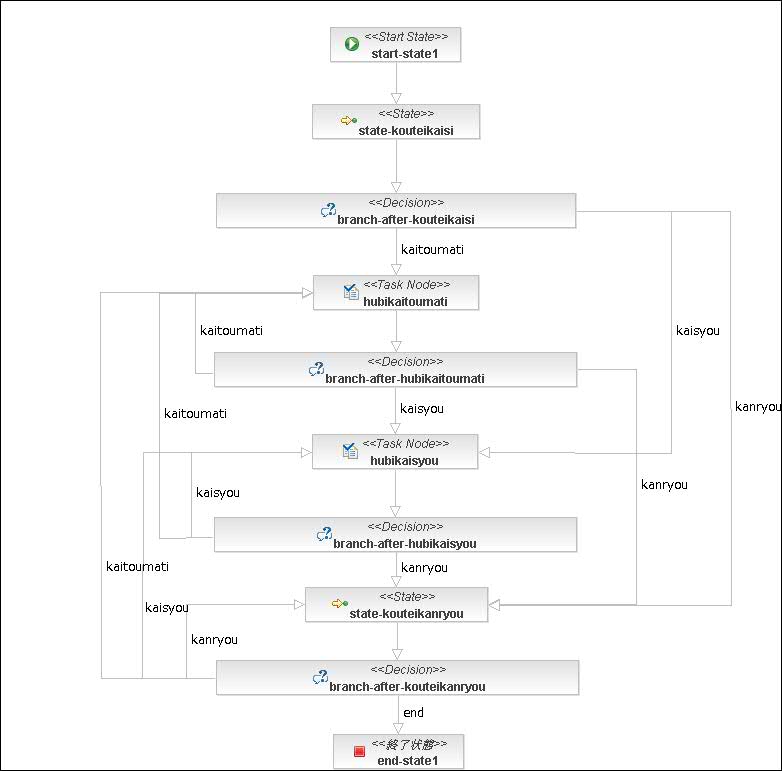 <<Start State>>
start-state1
<<State>>
state-kouteikaisi
<<Decision>>
branch-after-kouteikaisi
kaitoumati
<<Task Node>>
hubikaitoumati
kaitoumati
kaisyou
<<Decision>>
branch-after-hubikaitoumati
kaisyou
kanryou
kaitoumati
<<Task Node>>
hubikaisyou
kaisyou
kanryou
<<Decision>>
branch-after-hubikaisyou
kanryou
kaitoumati
<<State>>
state-kouteikanryou
kaisyou
kanryou
<<Decision>>
branch-after-kouteikanryou
end
<<終了状態>>
end-state1